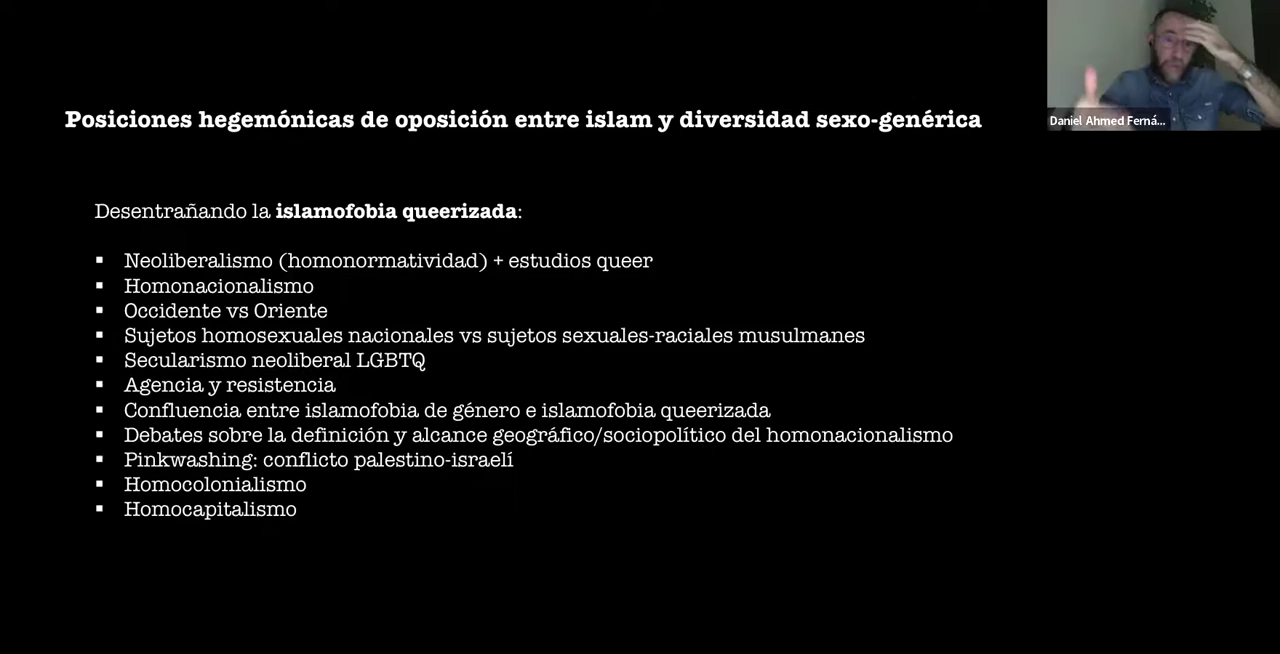 Posiciones hegemónicas de oposición entre islam y diversidad sexo-genérica
Daniel Ahmed Ferná...
Desentrañando la islamofobia queerizada:
▪ Neoliberalismo (homonormatividad) + estudios queer
▪ Homonacionalismo
▪ Occidente vs Oriente
▪ Sujetos homosexuales nacionales vs sujetos sexuales-raciales musulmanes
▪ Secularismo neoliberal LGBTQ
▪ Agencia y resistencia
▪ Confluencia entre islamofobia de género e islamofobia queerizada
▪ Debates sobre la definición y alcance geográfico/sociopolítico del homonacionalismo
▪ Pinkwashing: conflicto palestino-israelí
▪ Homocolonialismo
▪ Homocapitalismo